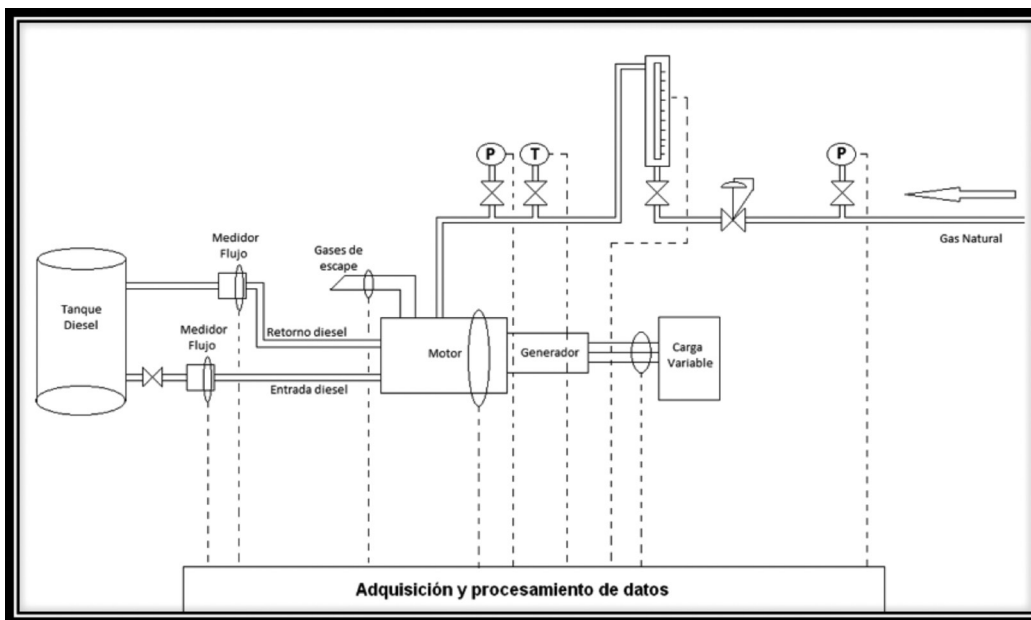 P
T
P
Gas Natural
Medidor
Flujo
Gases de
escape
Tanque
Diesel
Retorno diesel
Medidor
Flujo
Motor
Generador
Carga
Variable
Entrada diesel
Adquisición y procesamiento de datos